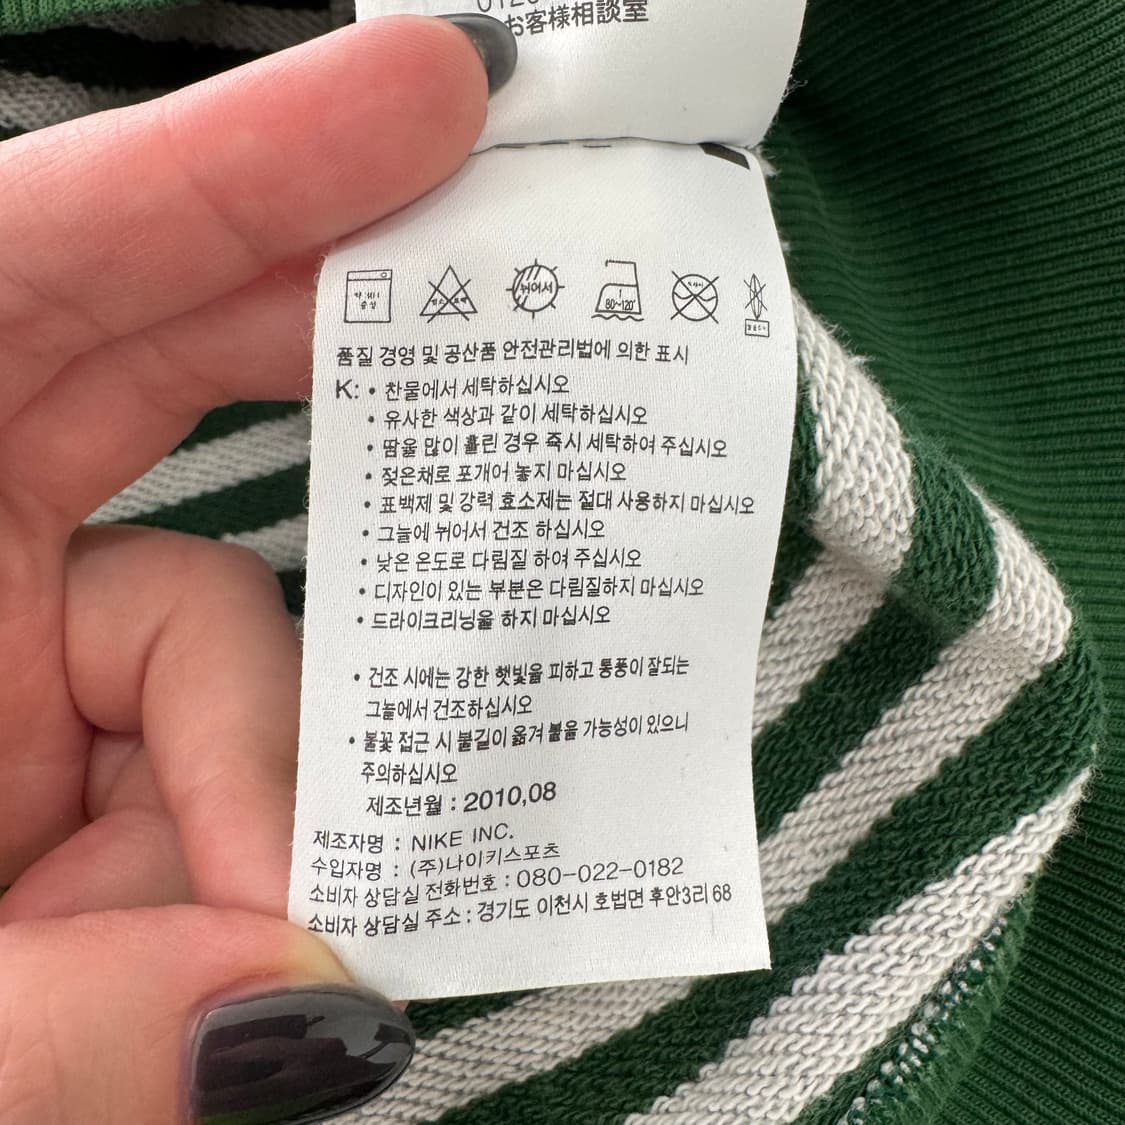 お客様相談室
뉘어서
80~120°
품질 경영 및 공산품 안전관리법에 의한 표시
K: • 찬물에서 세탁하십시오
• 유사한 색상과 같이 세탁하십시오
• 땀을 많이 흘린 경우 즉시 세탁하여 주십시오
• 젖은채로 포개어 놓지 마십시오
• 표백제 및 강력 효소제는 절대 사용하지 마십시오
• 그늘에 뉘어서 건조 하십시오
• 낮은 온도로 다림질 하여 주십시오
• 디자인이 있는 부분은 다림질하지 마십시오
• 드라이크리닝을 하지 마십시오
• 건조 시에는 강한 햇빛을 피하고 통풍이 잘되는
그늘에서 건조하십시오
• 불꽃 접근 시 불길이 옮겨 붙을 가능성이 있으니
주의하십시오
제조년월 : 2010,08
제조자명 : NIKE INC.
수입자명 : (주)나이키스포츠
소비자 상담실 전화번호 : 080-022-0182
소비자 상담실 주소 : 경기도 이천시 호법면 후안3리 68